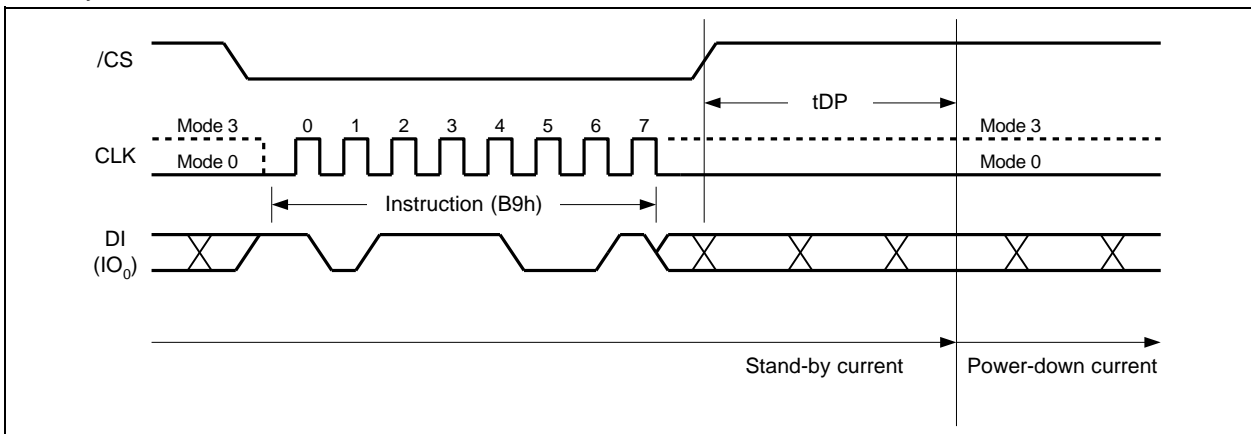 /CS
tDP
Mode 3 0 1 2 3 4 5 6 7 Mode 3
CLK
Mode 0 Mode 0
Instruction (B9h)
DI
(IO0)
Stand-by current Power-down current